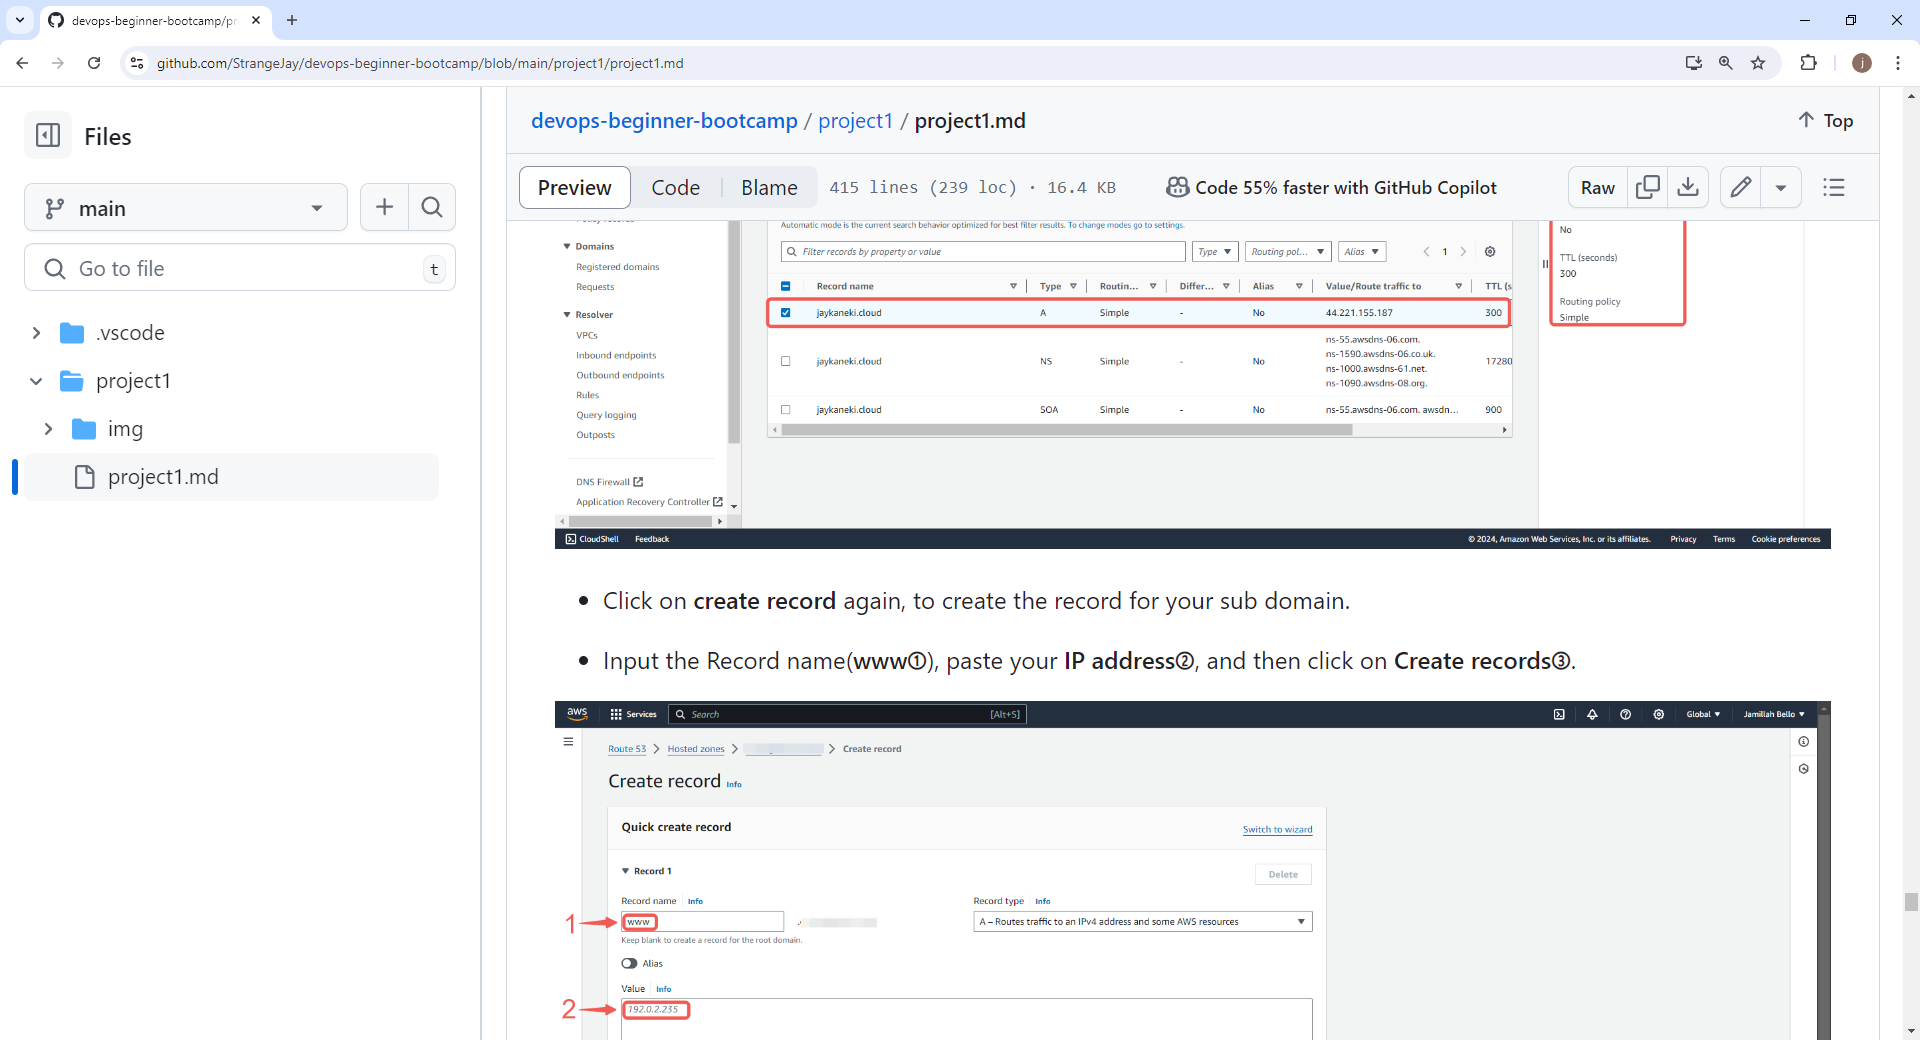 devops-beginner-bootcamp/pr
github.com/StrangeJay/devops-beginner-bootcamp/blob/main/project1/project1.md
j
Files
main
Go to file
t
.vscode
project1
img
project1.md
devops-beginner-bootcamp / project1 / project1.md
Top
Preview
Code
Blame
415 lines (239 loc) · 16.4 KB
Code 55% faster with GitHub Copilot
Raw
Domains
Registered domains
Requests
Resolver
VPCs
Inbound endpoints
Outbound endpoints
Rules
Query logging
Outposts
DNS Firewall
Application Recovery Controller
Automatic mode is the current search behavior optimized for best filter results. To change modes go to settings.
Filter records by property or value
Type
Routing pol...
Alias
1
Record name Type Routin... Differ... Alias Value/Route traffic to TTL (s
jaykaneki.cloud A Simple - No 44.221.155.187 300
jaykaneki.cloud NS Simple - No
ns-55.awsdns-06.com.
ns-1590.awsdns-06.co.uk.
ns-1000.awsdns-61.net.
ns-1090.awsdns-08.org.
17280
jaykaneki.cloud SOA Simple - No ns-55.awsdns-06.com. awsdn... 900
No
TTL (seconds)
300
Routing policy
Simple
CloudShell Feedback
© 2024, Amazon Web Services, Inc. or its affiliates. Privacy Terms Cookie preferences
• Click on create record again, to create the record for your sub domain.
• Input the Record name(www①), paste your IP address②, and then click on Create records③.
aws
Services
Search
[Alt+S]
Global
Jamillah Bello
Route 53 > Hosted zones > > Create record
Create record Info
Quick create record
Switch to wizard
Record 1
Delete
Record name Info
Record type Info
1
www
A – Routes traffic to an IPv4 address and some AWS resources
Keep blank to create a record for the root domain.
Alias
Value Info
2
192.0.2.235